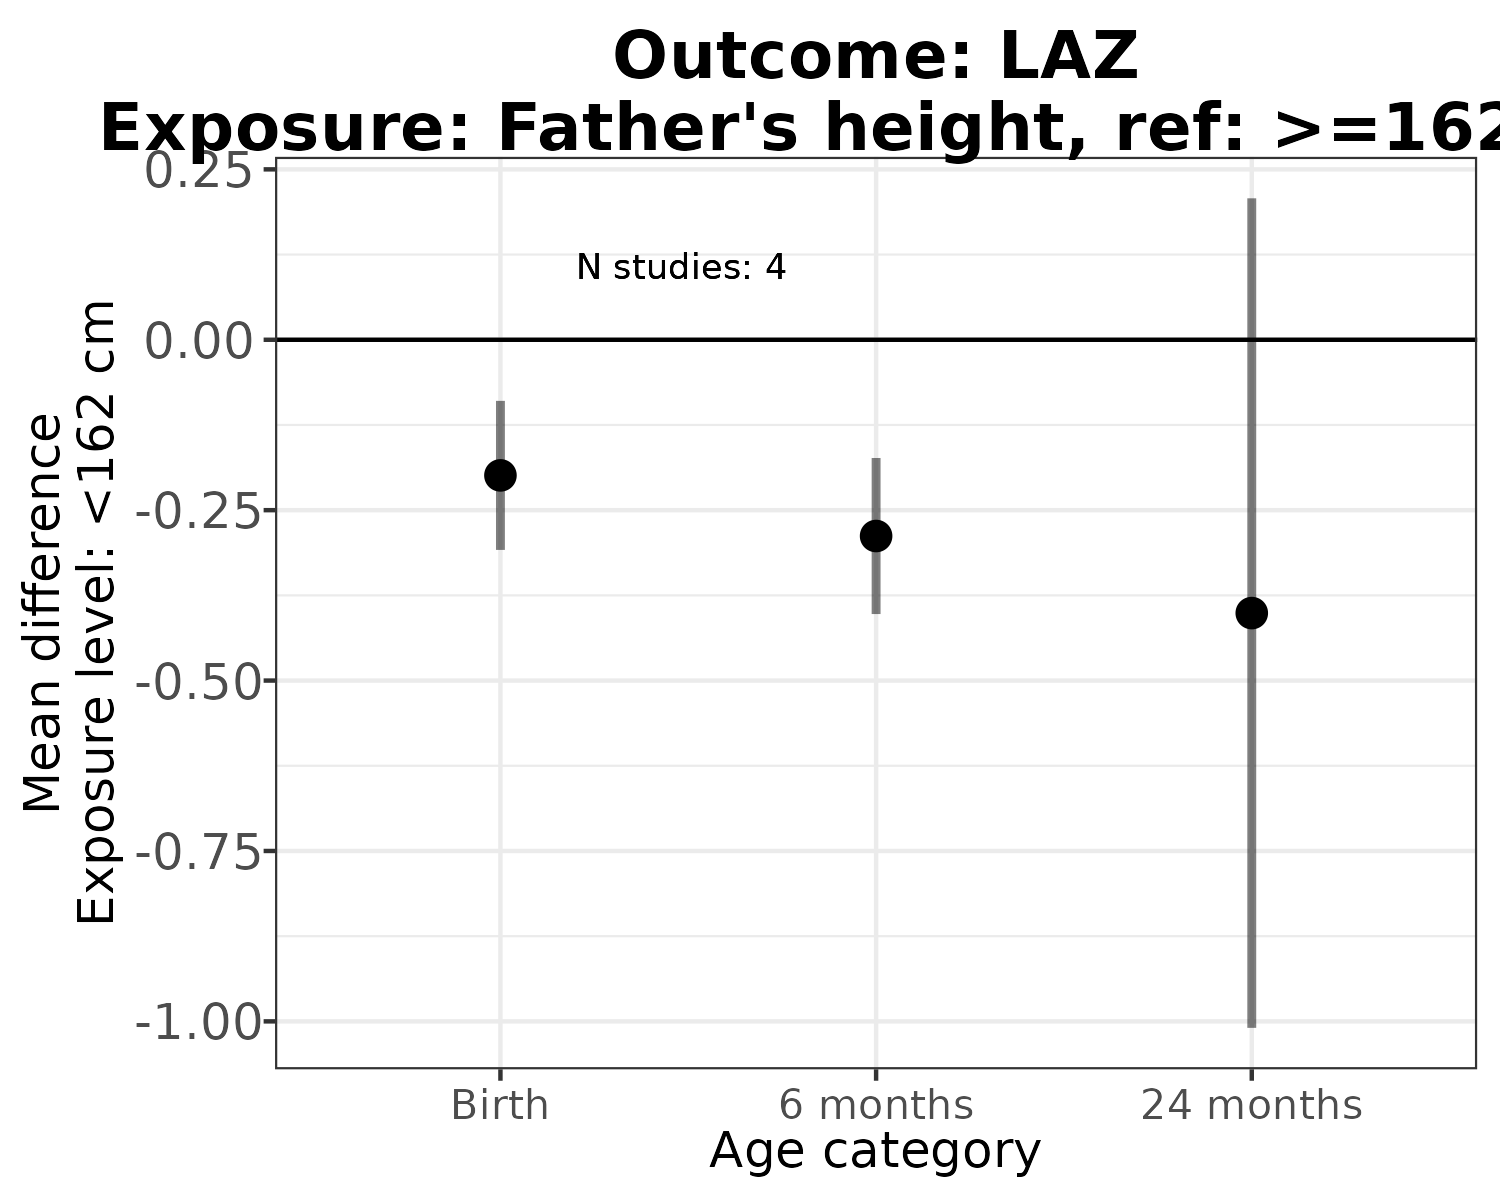 Outcome: LAZ
Exposure: Father's height, ref: >=162
0.25
N studies: 4
0.00
-0.25
-0.50
-0.75
-1.00
Mean difference
Exposure level: <162 cm
Birth
6 months
24 months
Age category